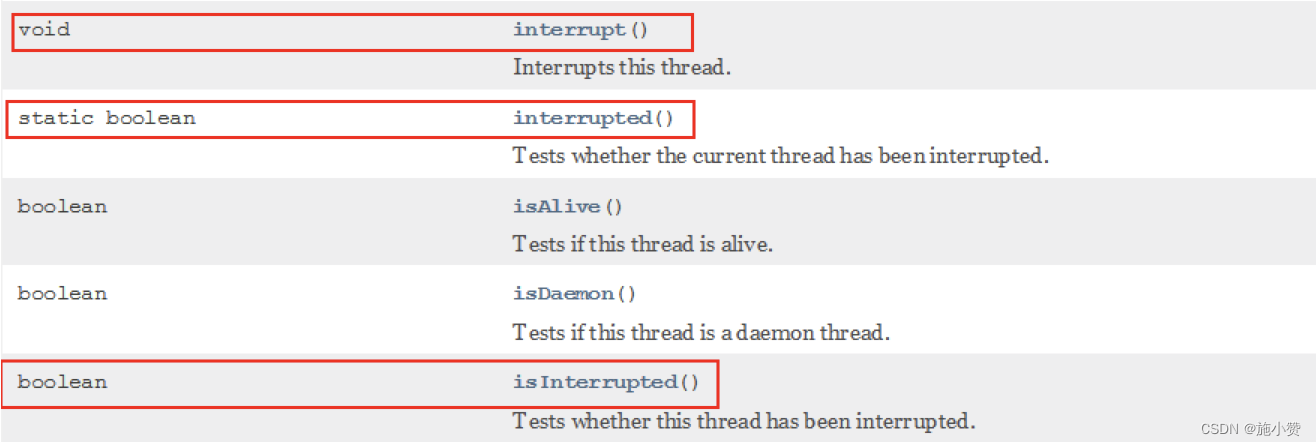 void interrupt()
Interrupts this thread.
static boolean interrupted()
Tests whether the current thread has been interrupted.
boolean isAlive()
Tests if this thread is alive.
boolean isDaemon()
Tests if this thread is a daemon thread.
boolean isInterrupted()
Tests whether this thread has been interrupted.
CSDN @施小赞